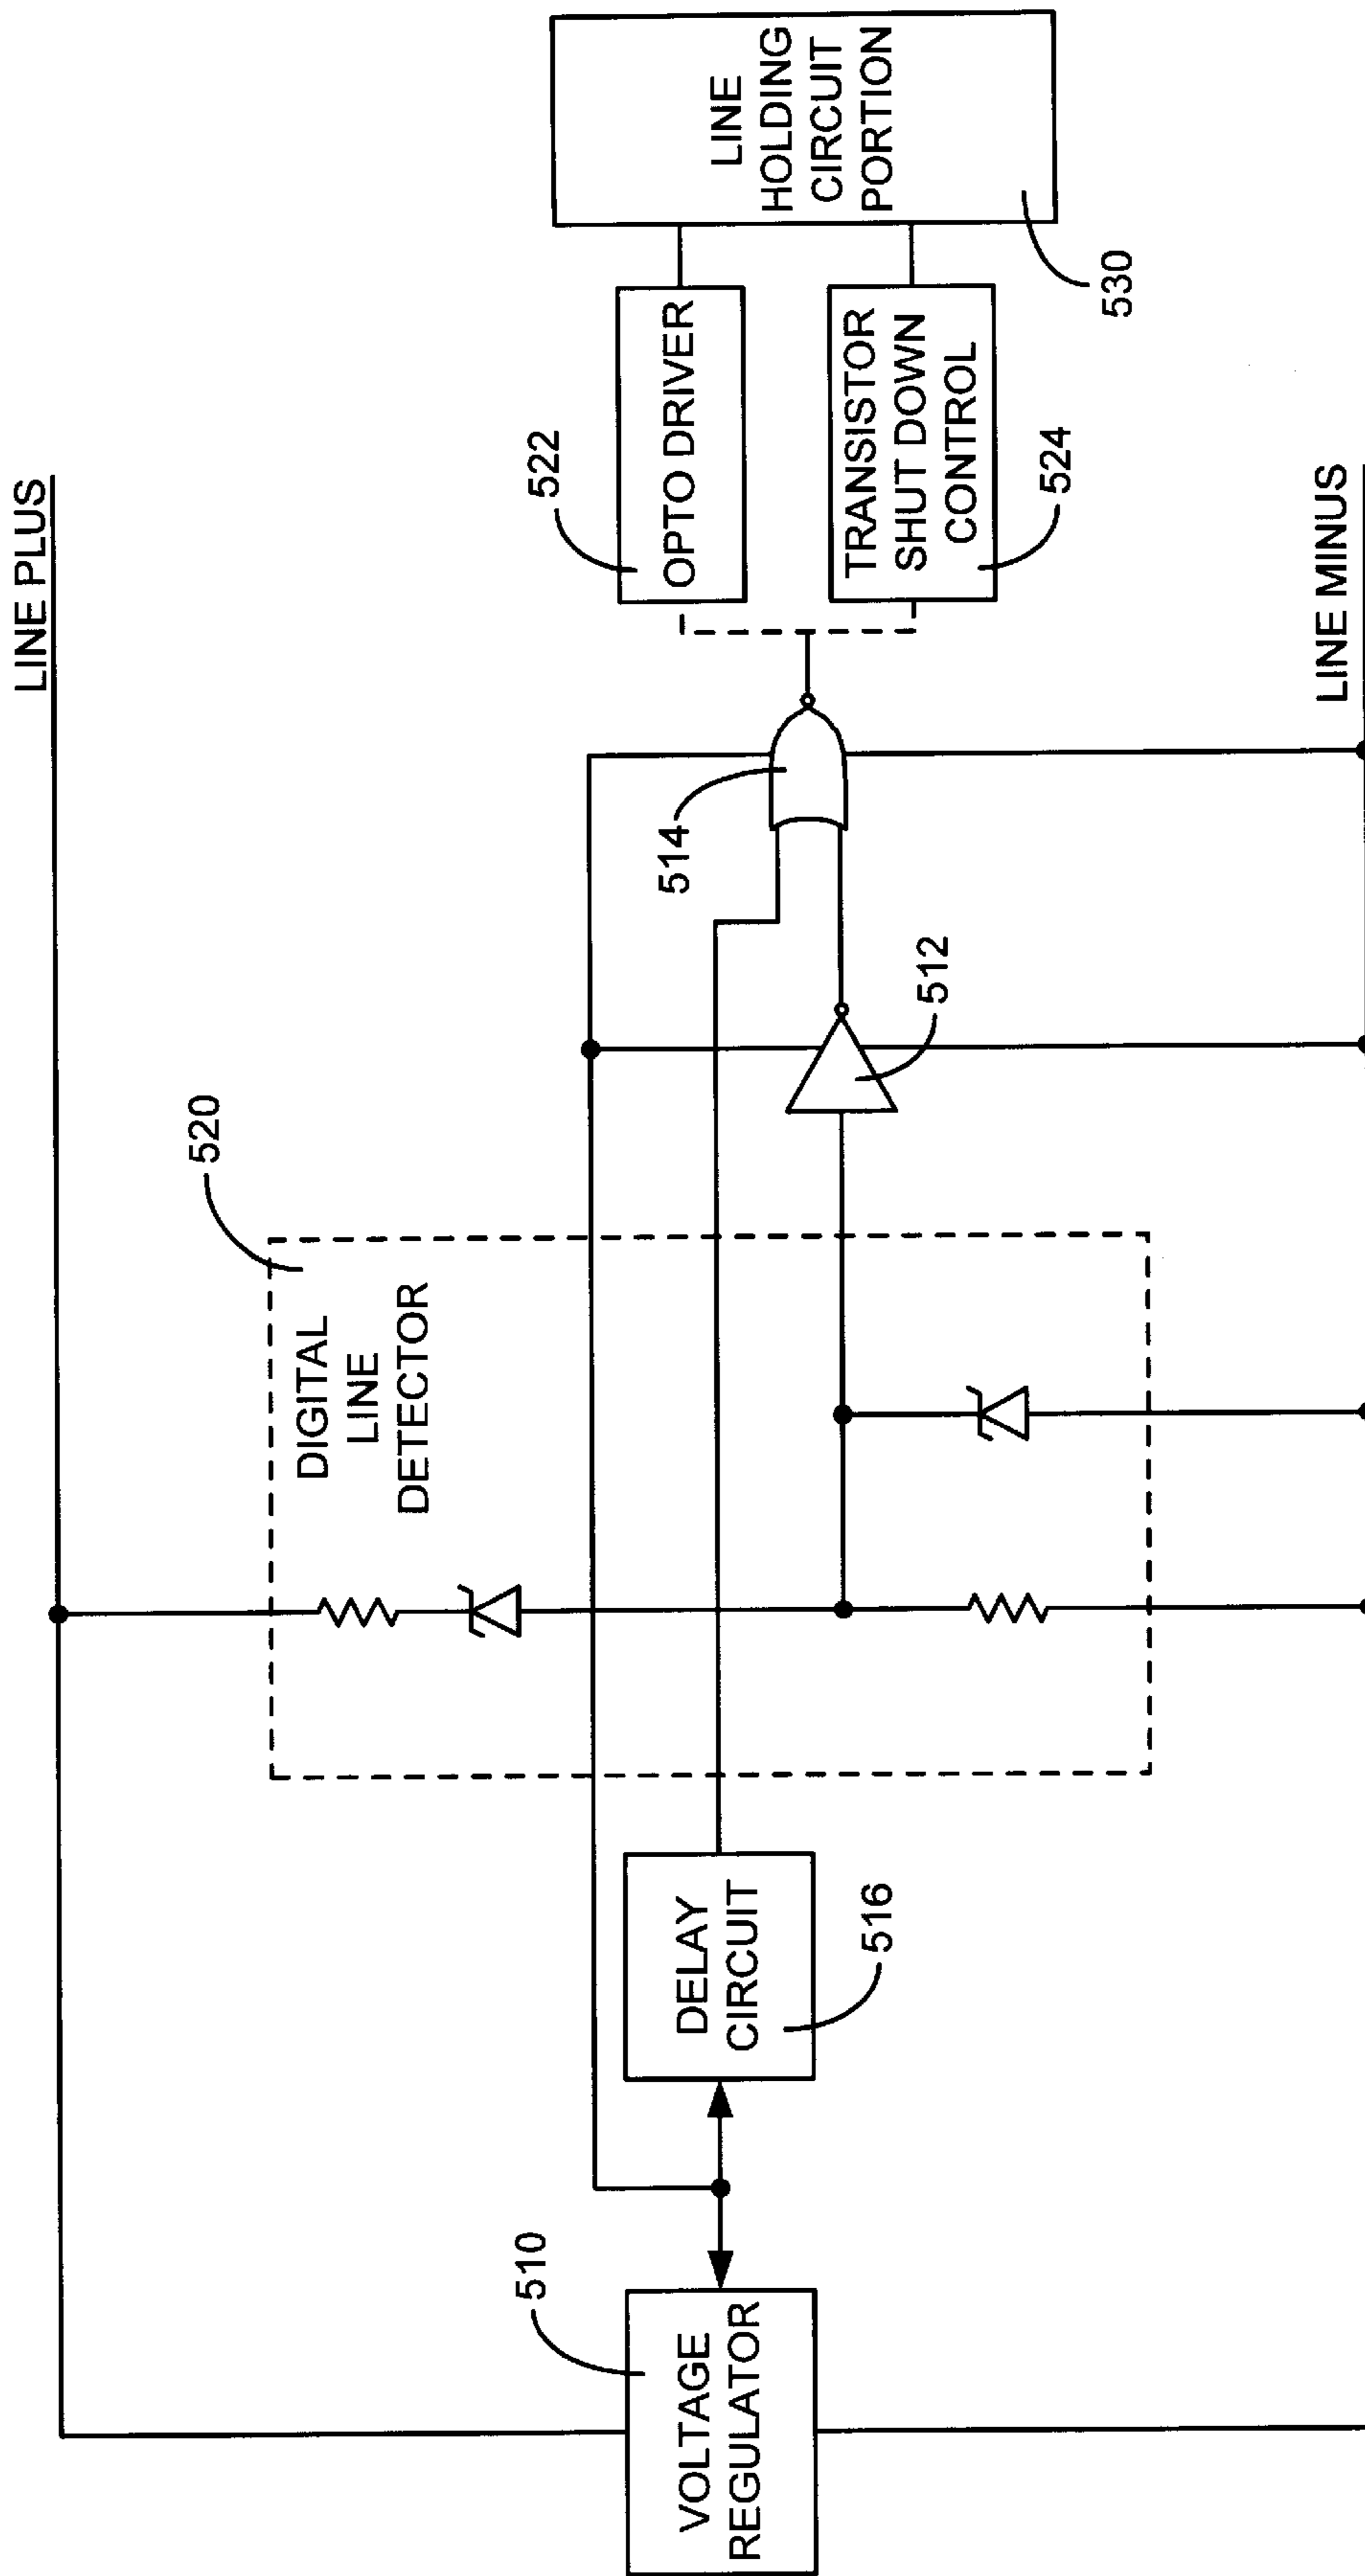 LINE PLUS
520
DIGITAL
LINE
DETECTOR
510
VOLTAGE
REGULATOR
DELAY
CIRCUIT
516
512
514
522
OPTO DRIVER
TRANSISTOR
SHUT DOWN
CONTROL
524
LINE
HOLDING
CIRCUIT
PORTION
530
LINE MINUS